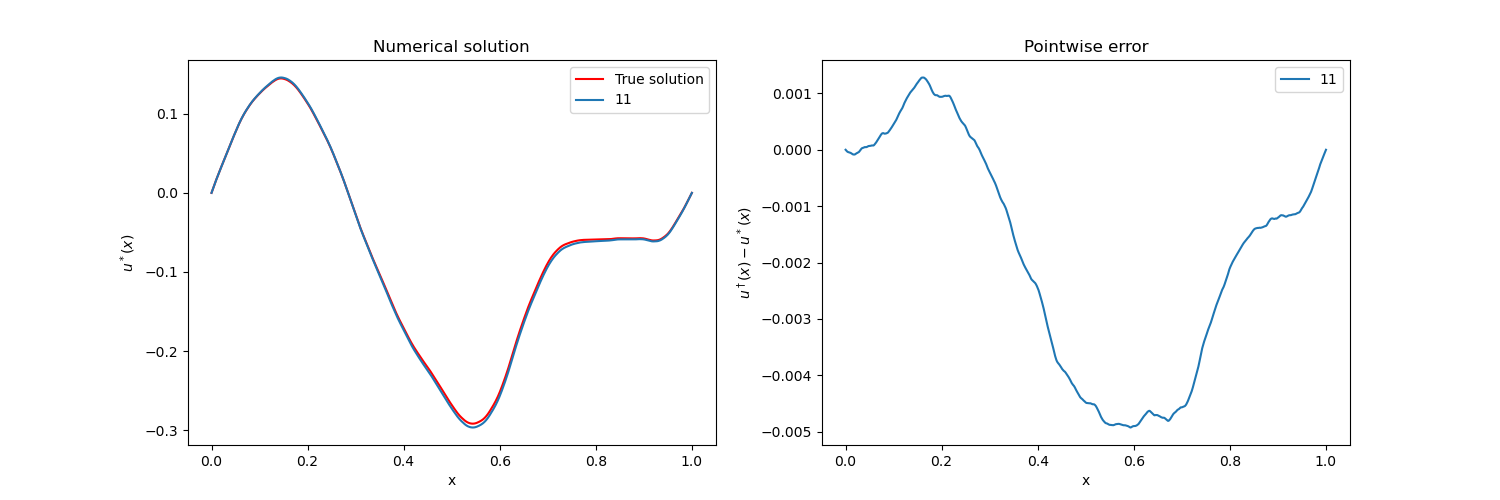 Numerical solution
True solution
11
0.1
0.0
−0.1
−0.2
−0.3
u*(x)
0.0 0.2 0.4 0.6 0.8 1.0
x
Pointwise error
11
0.001
0.000
−0.001
−0.002
−0.003
−0.004
−0.005
u†(x) − u*(x)
0.0 0.2 0.4 0.6 0.8 1.0
x